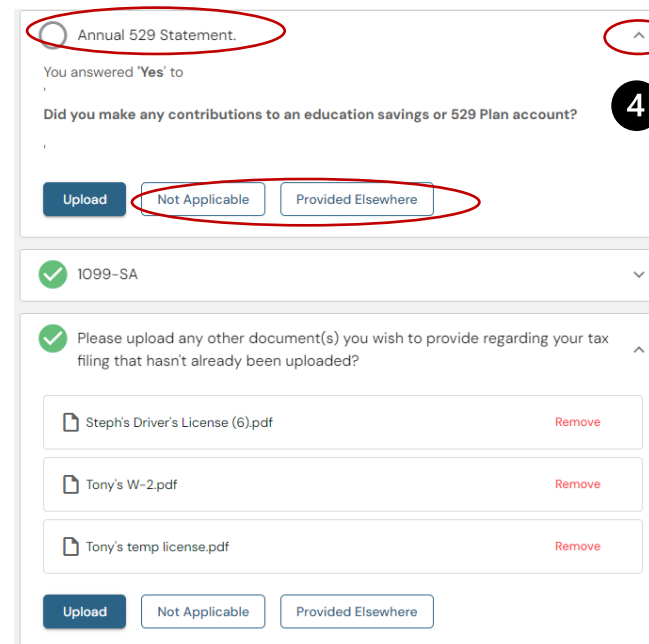 Annual 529 Statement.
You answered 'Yes' to
'
Did you make any contributions to an education savings or 529 Plan account?
4
'
Upload Not Applicable Provided Elsewhere
1099-SA
Please upload any other document(s) you wish to provide regarding your tax
filing that hasn't already been uploaded?
Steph's Driver's License (6).pdf Remove
Tony's W-2.pdf Remove
Tony's temp license.pdf Remove
Upload Not Applicable Provided Elsewhere